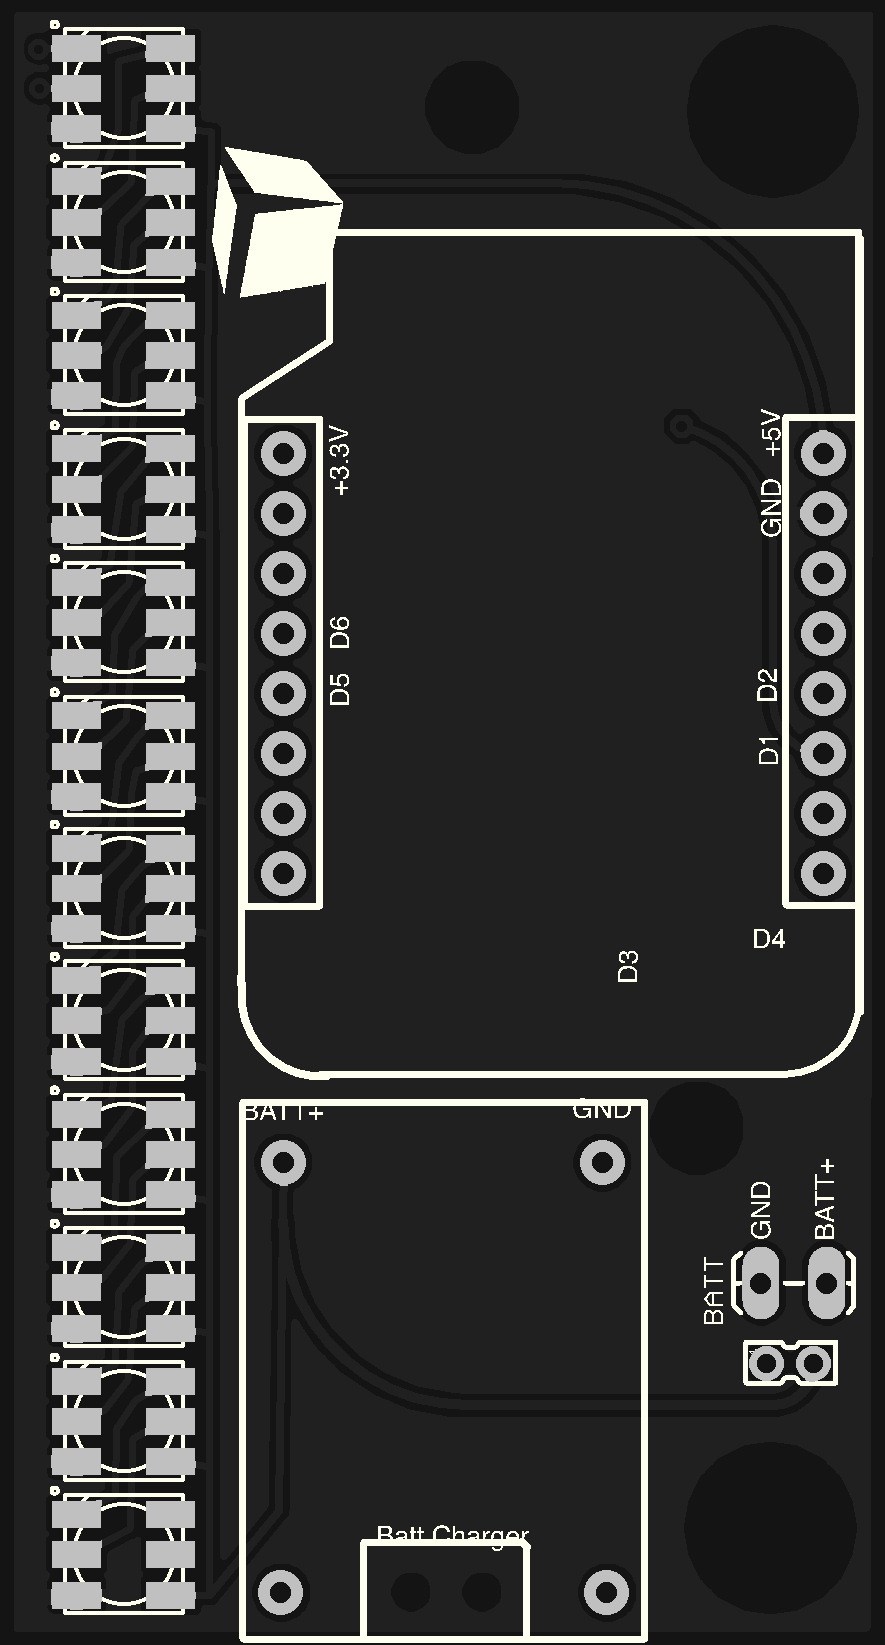 +3.3V
+5V
GND
D6
D5
D2
D1
D4
D3
BATT+
GND
GND
BATT+
BATT
Batt Charger